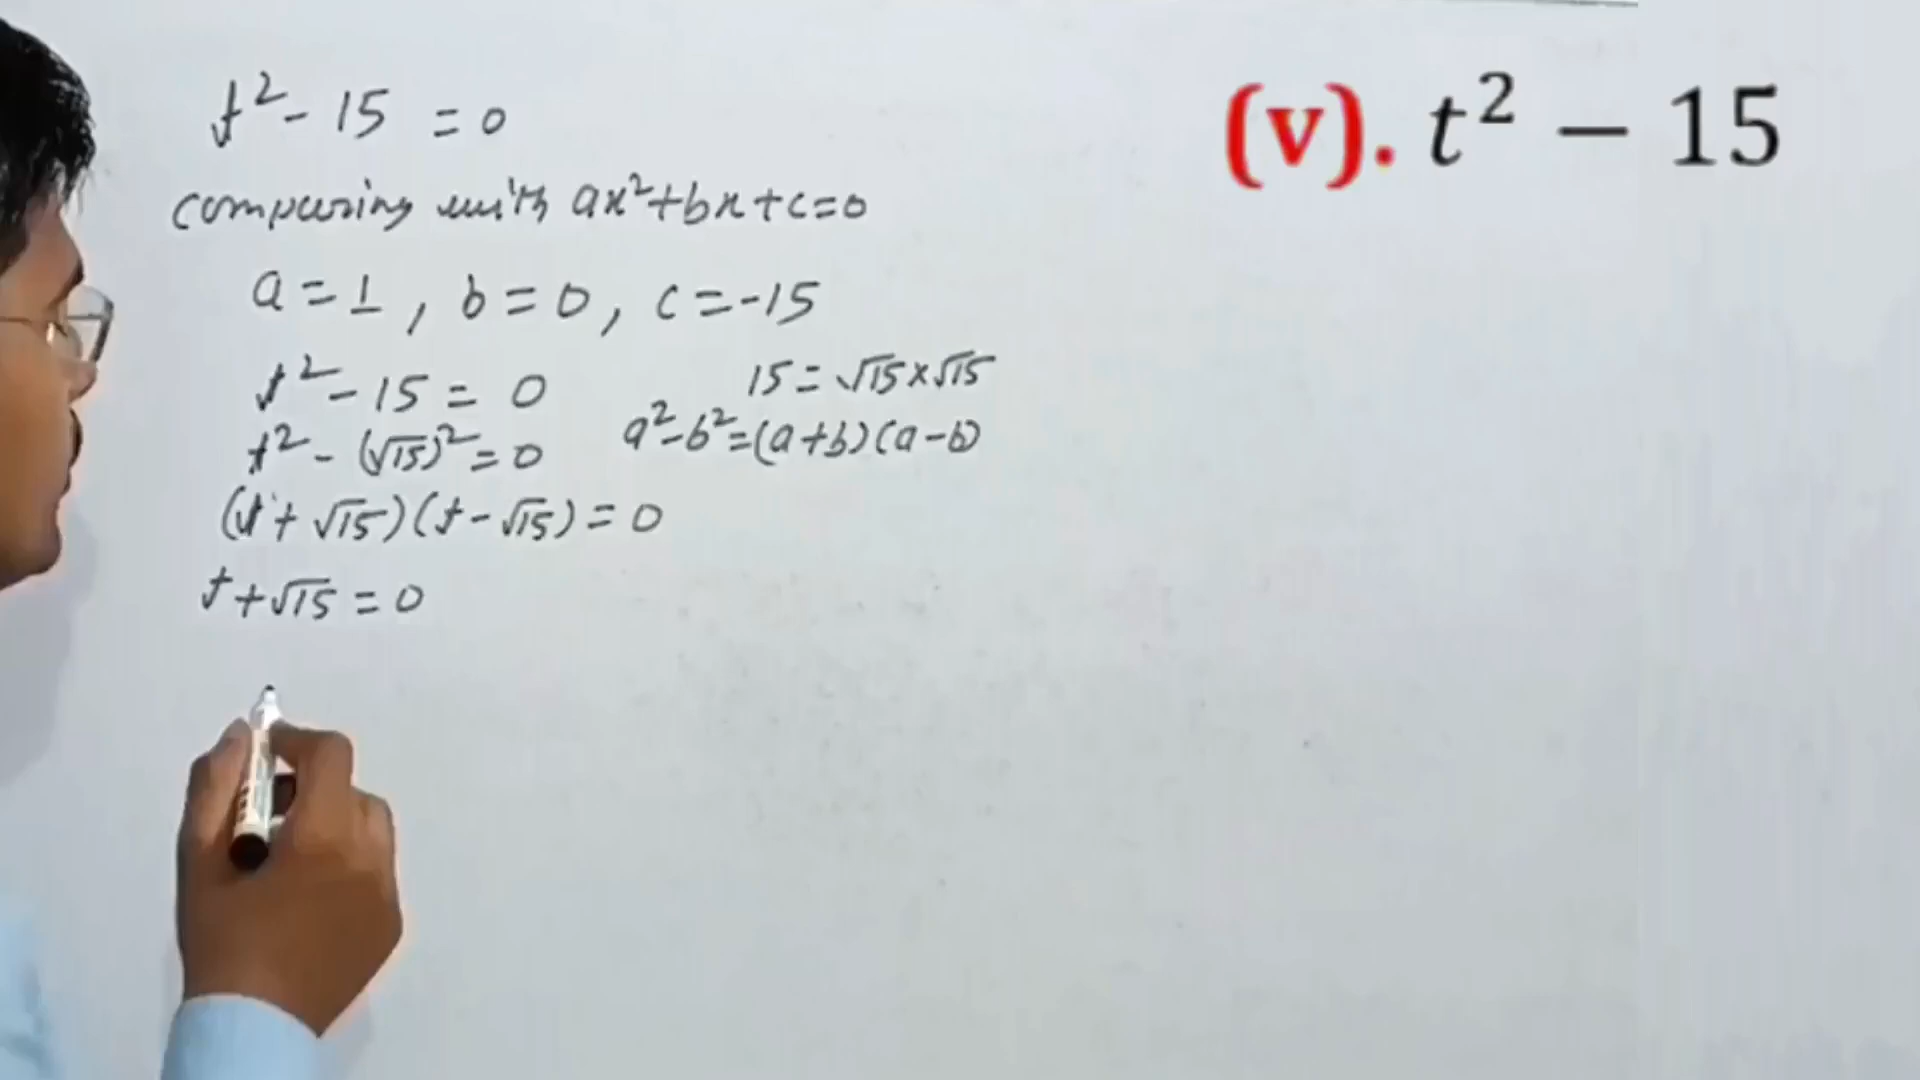 t² - 15 = 0
(v). t² − 15
comparing with ax²+bx+c=0
a = 1, b = 0, c = -15
t² - 15 = 0
15 = √15 × √15
t² - (√15)² = 0
a² - b² = (a+b)(a-b)
(t + √15)(t - √15) = 0
t + √15 = 0